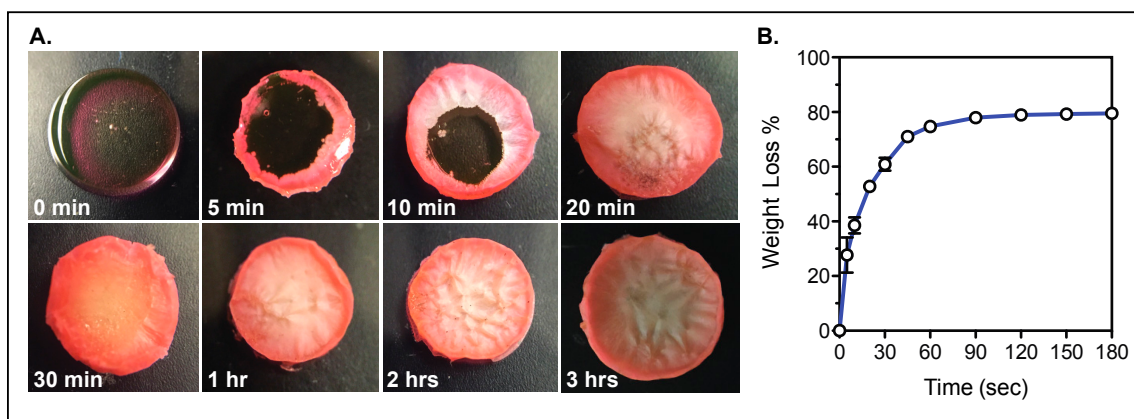 A.
0 min
5 min
10 min
20 min
30 min
1 hr
2 hrs
3 hrs
B.
Weight Loss %
100
80
60
40
20
0
0 30 60 90 120 150 180
Time (sec)